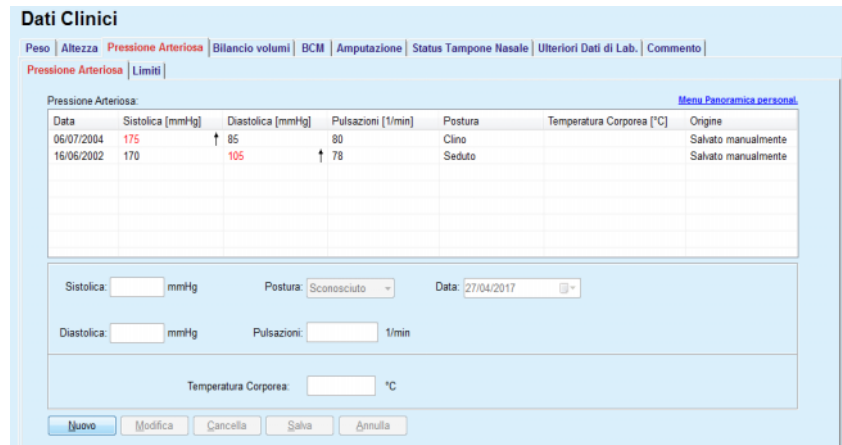 Dati Clinici
Peso Altezza Pressione Arteriosa Bilancio volumi BCM Amputazione Status Tampone Nasale Ulteriori Dati di Lab. Commento
Pressione Arteriosa Limiti
Pressione Arteriosa: Menu Panoramica personal.
Data Sistolica [mmHg] Diastolica [mmHg] Pulsazioni [1/min] Postura Temperatura Corporea [°C] Origine
06/07/2004 175 85 80 Clino Salvato manualmente
16/06/2002 170 105 78 Seduto Salvato manualmente
Sistolica: mmHg Postura: Sconosciuto Data: 27/04/2017
Diastolica: mmHg Pulsazioni: 1/min
Temperatura Corporea: °C
Nuovo Modifica Cancella Salva Annulla